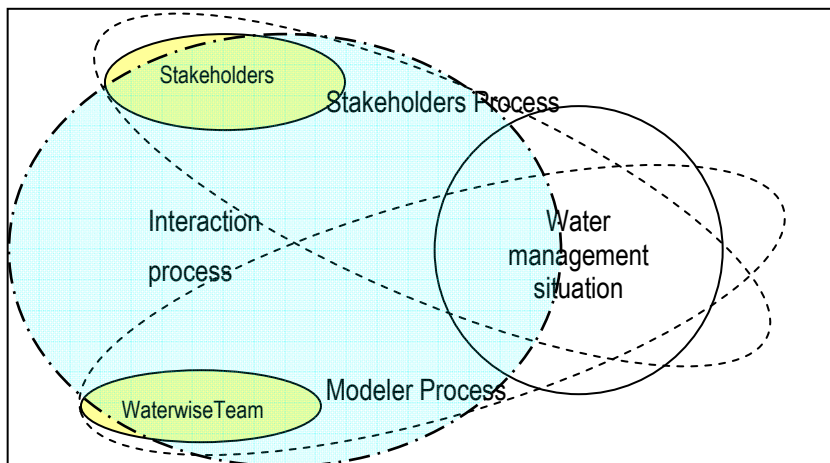 Stakeholders
Stakeholders Process
Interaction
process
Water
management
situation
Modeler Process
WaterwiseTeam